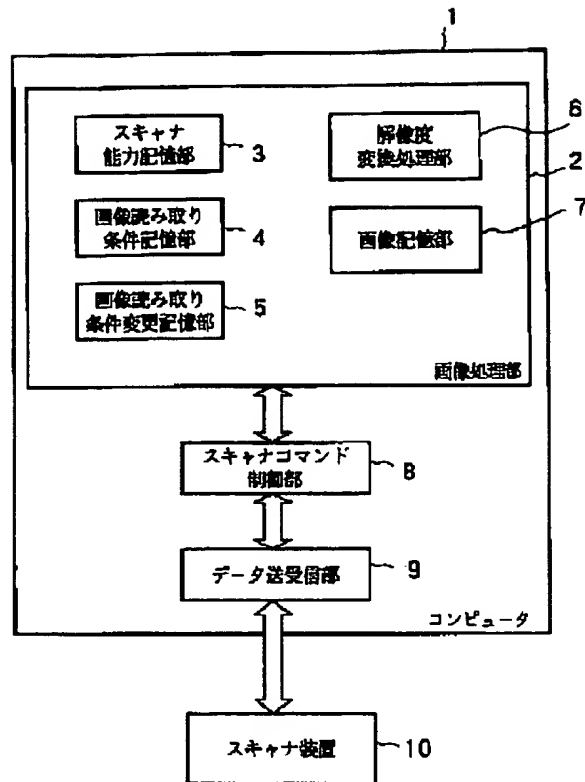 1
スキャナ
能力記憶部
3
解像度
変換処理部
6
2
画像読み取り
条件記憶部
4
画像記憶部
7
画像読み取り
条件変更記憶部
5
画像処理部
スキャナコマンド
制御部
8
データ送受信部
9
コンピュータ
スキャナ装置
10